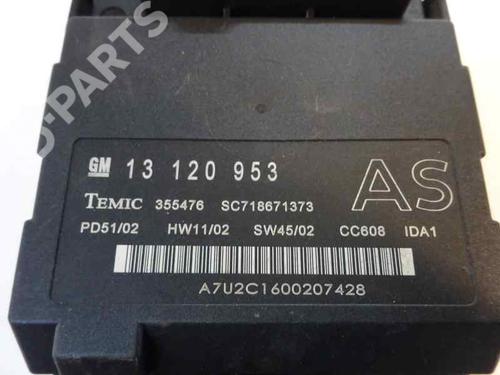 B-PARTS
GM 13 120 953 AS
TEMIC 355476 SC718671373
PD51/02 HW11/02 SW45/02 CC608 IDA1
A7U2C1600207428